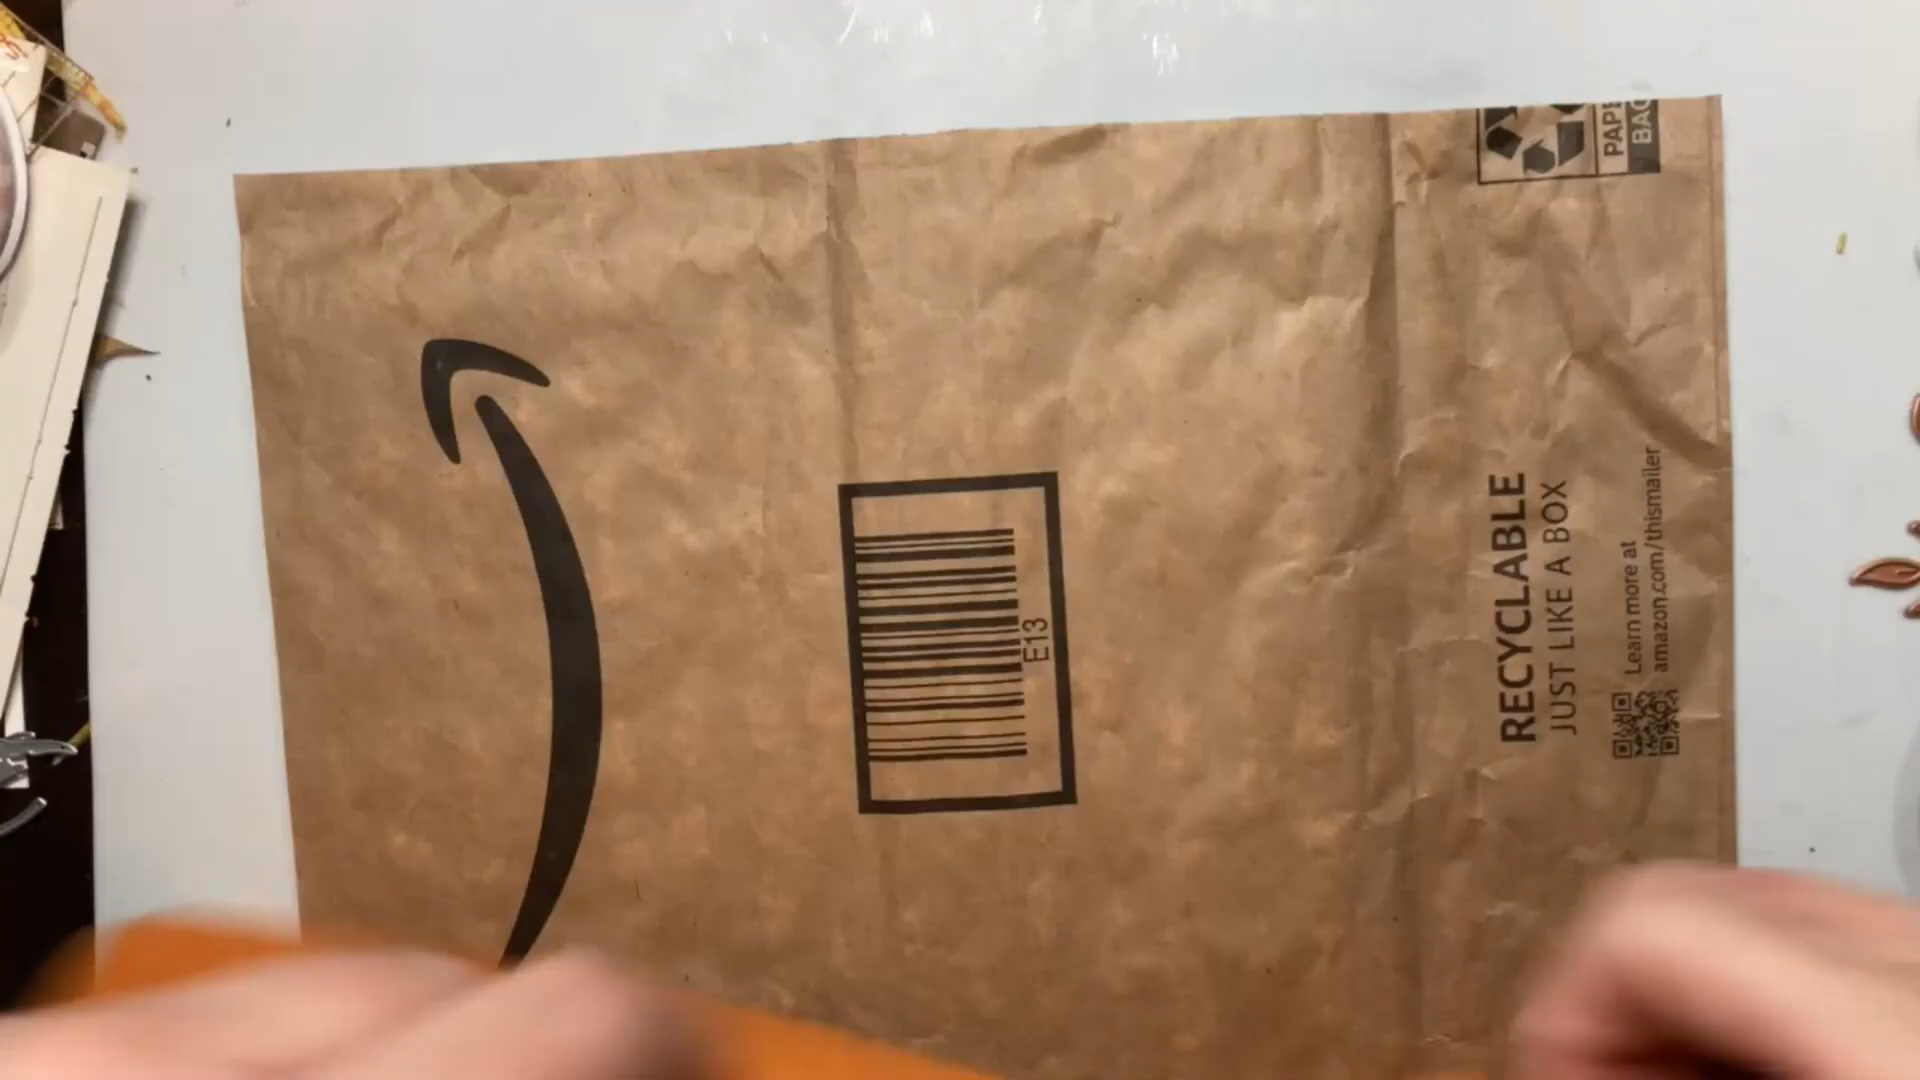 E13
RECYCLABLE
JUST LIKE A BOX
Learn more at
amazon.com/thismailer